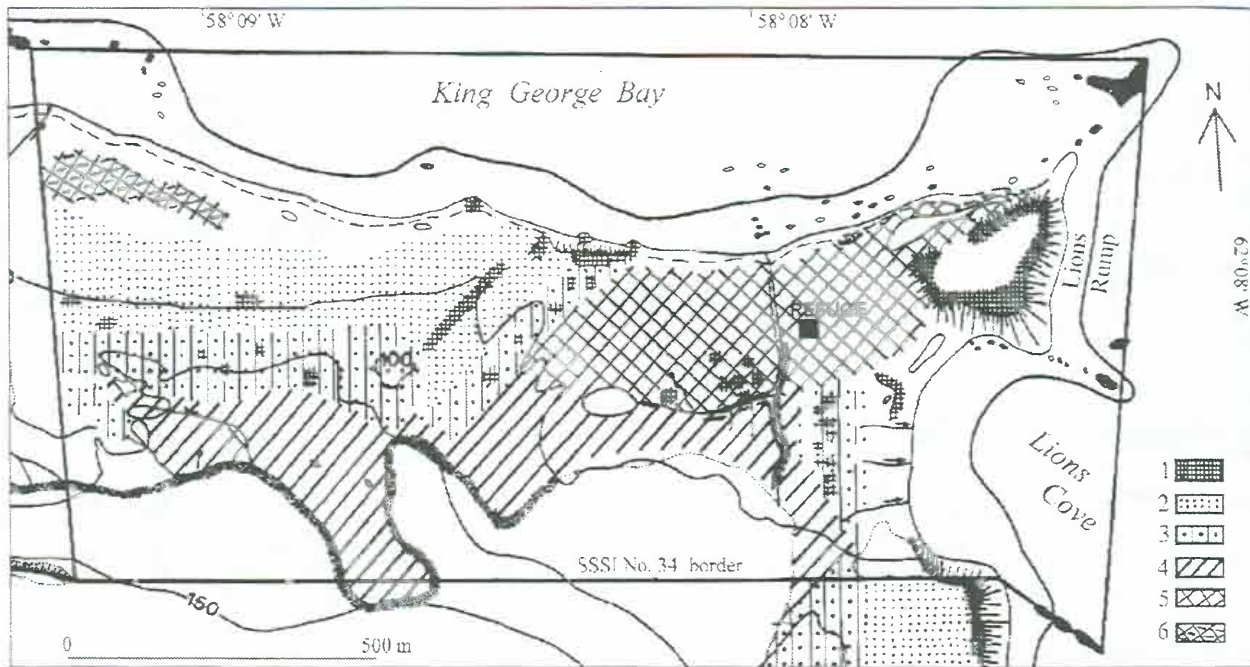 58°09' W
58°08' W
King George Bay
N
62°08' W
Lions
Rump
REFUGE
100
Lions
Cove
1
2
3
4
5
6
SSSI No. 34 border
150
0
500 m